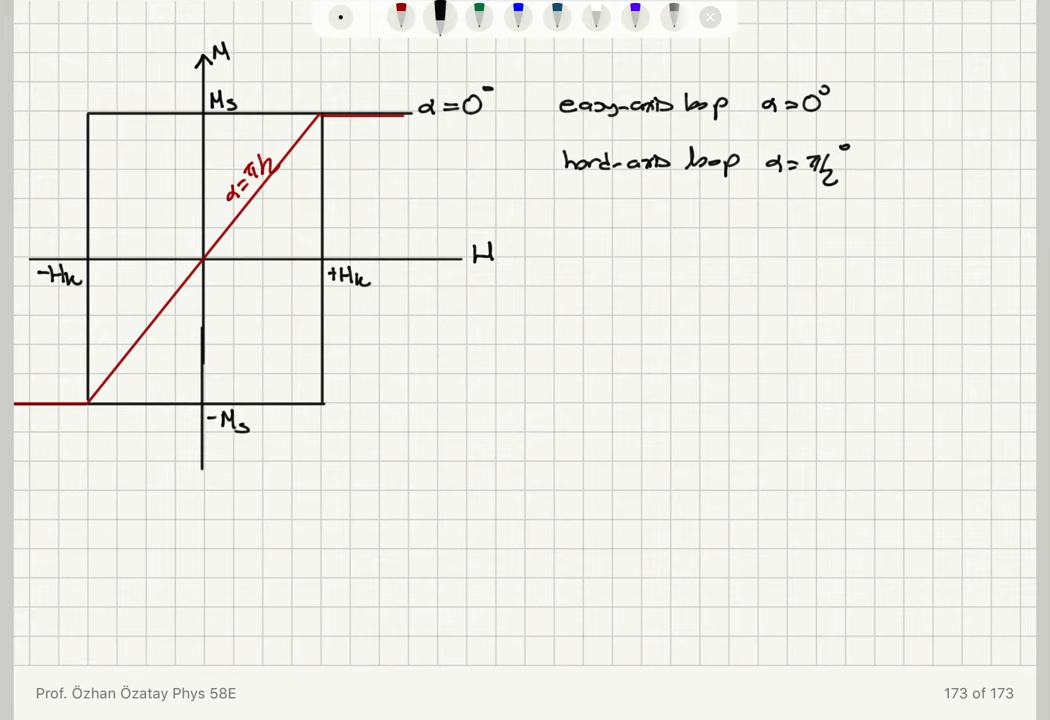 M
Ms
α = 0°
easy-axis loop α = 0°
hard-axis loop α = π/2°
α = π/2
H
-Hk
+Hk
-Ms
Prof. Özhan Özatay Phys 58E
173 of 173